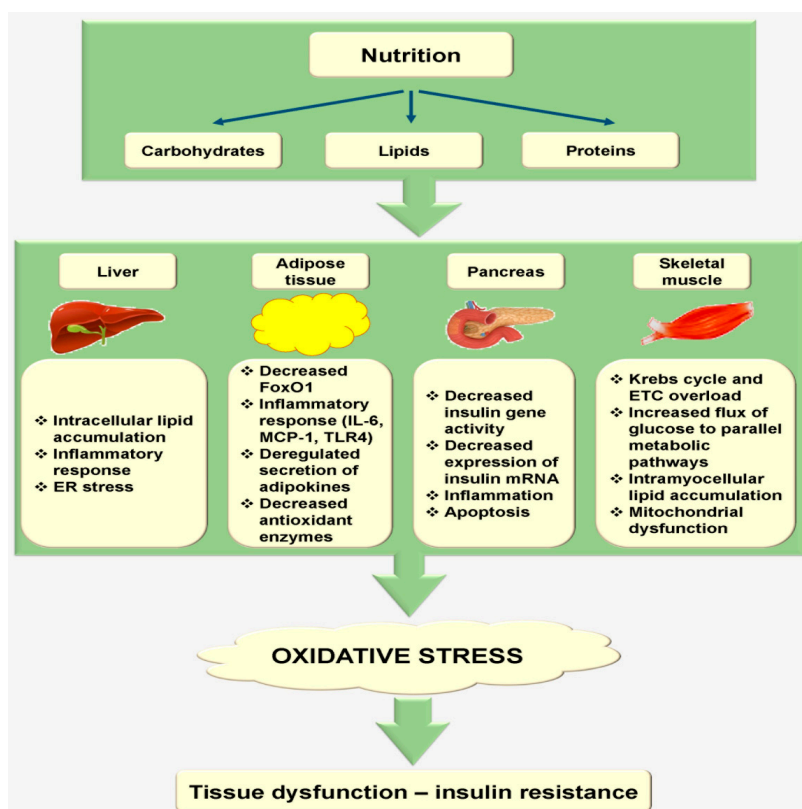 Nutrition
Carbohydrates
Lipids
Proteins
Liver
Adipose
tissue
Pancreas
Skeletal
muscle
❖ Intracellular lipid
accumulation
❖ Inflammatory
response
❖ ER stress
❖ Decreased
FoxO1
❖ Inflammatory
response (IL-6,
MCP-1, TLR4)
❖ Deregulated
secretion of
adipokines
❖ Decreased
antioxidant
enzymes
❖ Decreased
insulin gene
activity
❖ Decreased
expression of
insulin mRNA
❖ Inflammation
❖ Apoptosis
❖ Krebs cycle and
ETC overload
❖ Increased flux of
glucose to parallel
metabolic
pathways
❖ Intramyocellular
lipid accumulation
❖ Mitochondrial
dysfunction
OXIDATIVE STRESS
Tissue dysfunction – insulin resistance